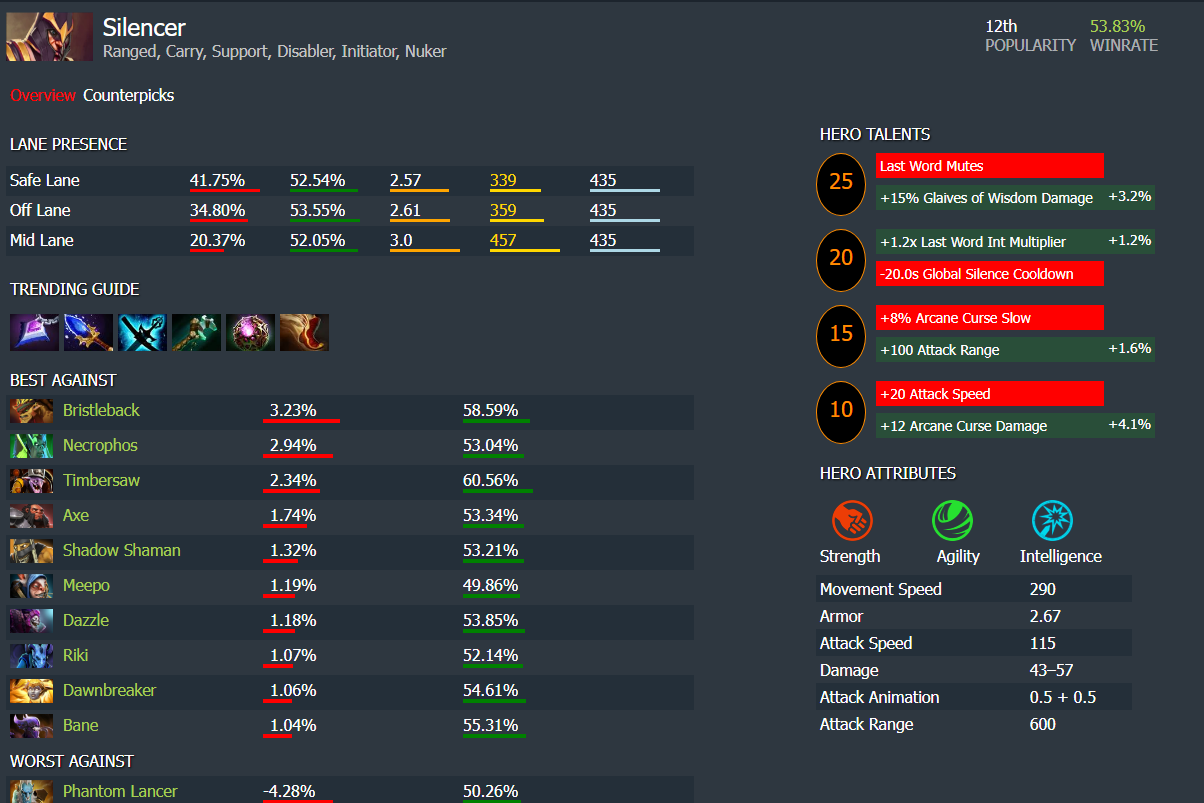 Silencer
Ranged, Carry, Support, Disabler, Initiator, Nuker
12th 53.83%
POPULARITY WINRATE
Overview Counterpicks
LANE PRESENCE
Safe Lane 41.75% 52.54% 2.57 339 435
Off Lane 34.80% 53.55% 2.61 359 435
Mid Lane 20.37% 52.05% 3.0 457 435
TRENDING GUIDE
BEST AGAINST
Bristleback 3.23% 58.59%
Necrophos 2.94% 53.04%
Timbersaw 2.34% 60.56%
Axe 1.74% 53.34%
Shadow Shaman 1.32% 53.21%
Meepo 1.19% 49.86%
Dazzle 1.18% 53.85%
Riki 1.07% 52.14%
Dawnbreaker 1.06% 54.61%
Bane 1.04% 55.31%
WORST AGAINST
Phantom Lancer -4.28% 50.26%
HERO TALENTS
25
Last Word Mutes
+15% Glaives of Wisdom Damage +3.2%
20
+1.2x Last Word Int Multiplier +1.2%
-20.0s Global Silence Cooldown
15
+8% Arcane Curse Slow
+100 Attack Range +1.6%
10
+20 Attack Speed
+12 Arcane Curse Damage +4.1%
HERO ATTRIBUTES
Strength Agility Intelligence
Movement Speed 290
Armor 2.67
Attack Speed 115
Damage 43–57
Attack Animation 0.5 + 0.5
Attack Range 600